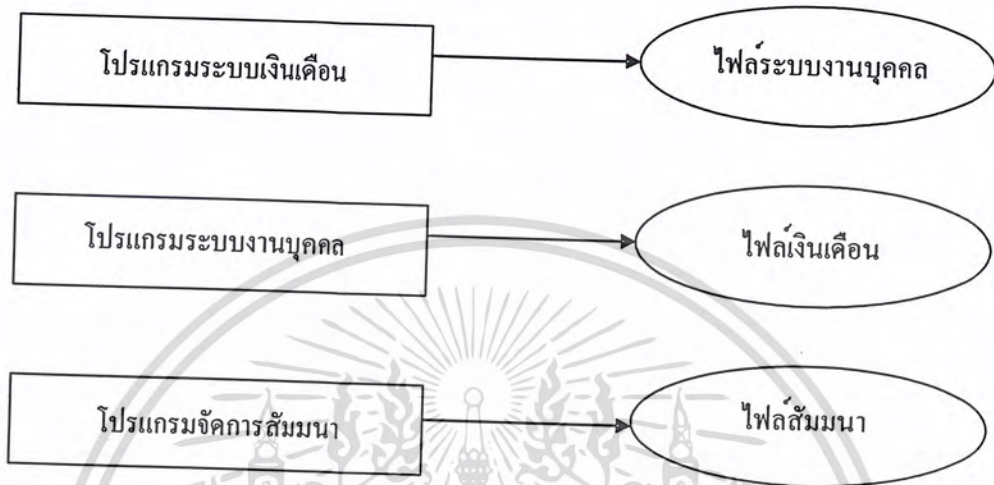 โปรแกรมระบบเงินเดือน
ไฟล์ระบบงานบุคคล
โปรแกรมระบบงานบุคคล
ไฟล์เงินเดือน
โปรแกรมจัดการสัมมนา
ไฟล์สัมมนา